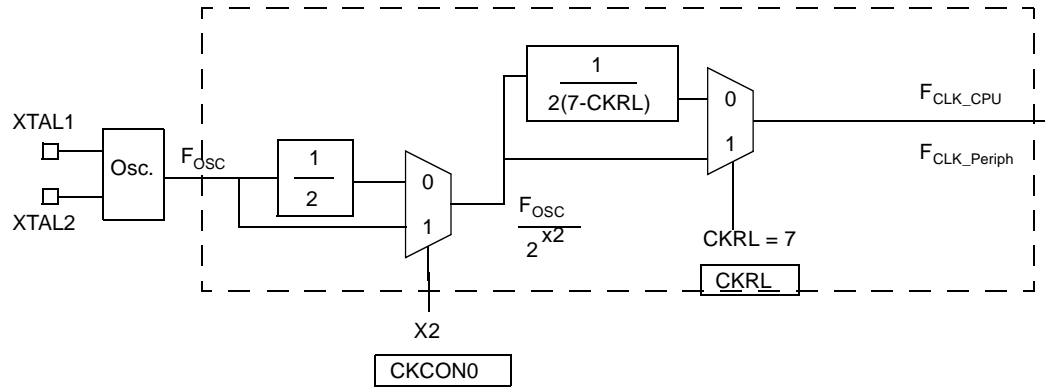 XTAL1
XTAL2
Osc.
FOSC
1
2
0
1
X2
CKCON0
FOSC
2x2
1
2(7-CKRL)
0
1
CKRL = 7
CKRL
FCLK_CPU
FCLK_Periph